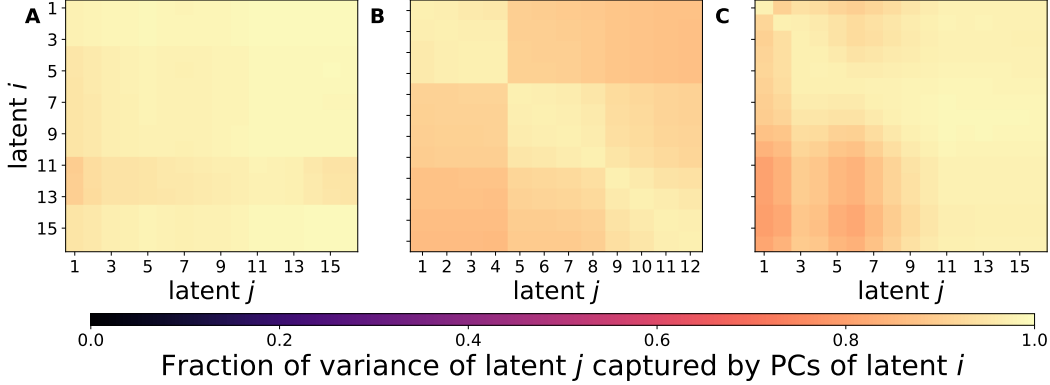 A
B
C
1
3
5
7
9
11
13
15
latent i
1 3 5 7 9 11 13 15
1 2 3 4 5 6 7 8 9 10 11 12
1 3 5 7 9 11 13 15
latent j
latent j
latent j
0.0 0.2 0.4 0.6 0.8 1.0
Fraction of variance of latent j captured by PCs of latent i